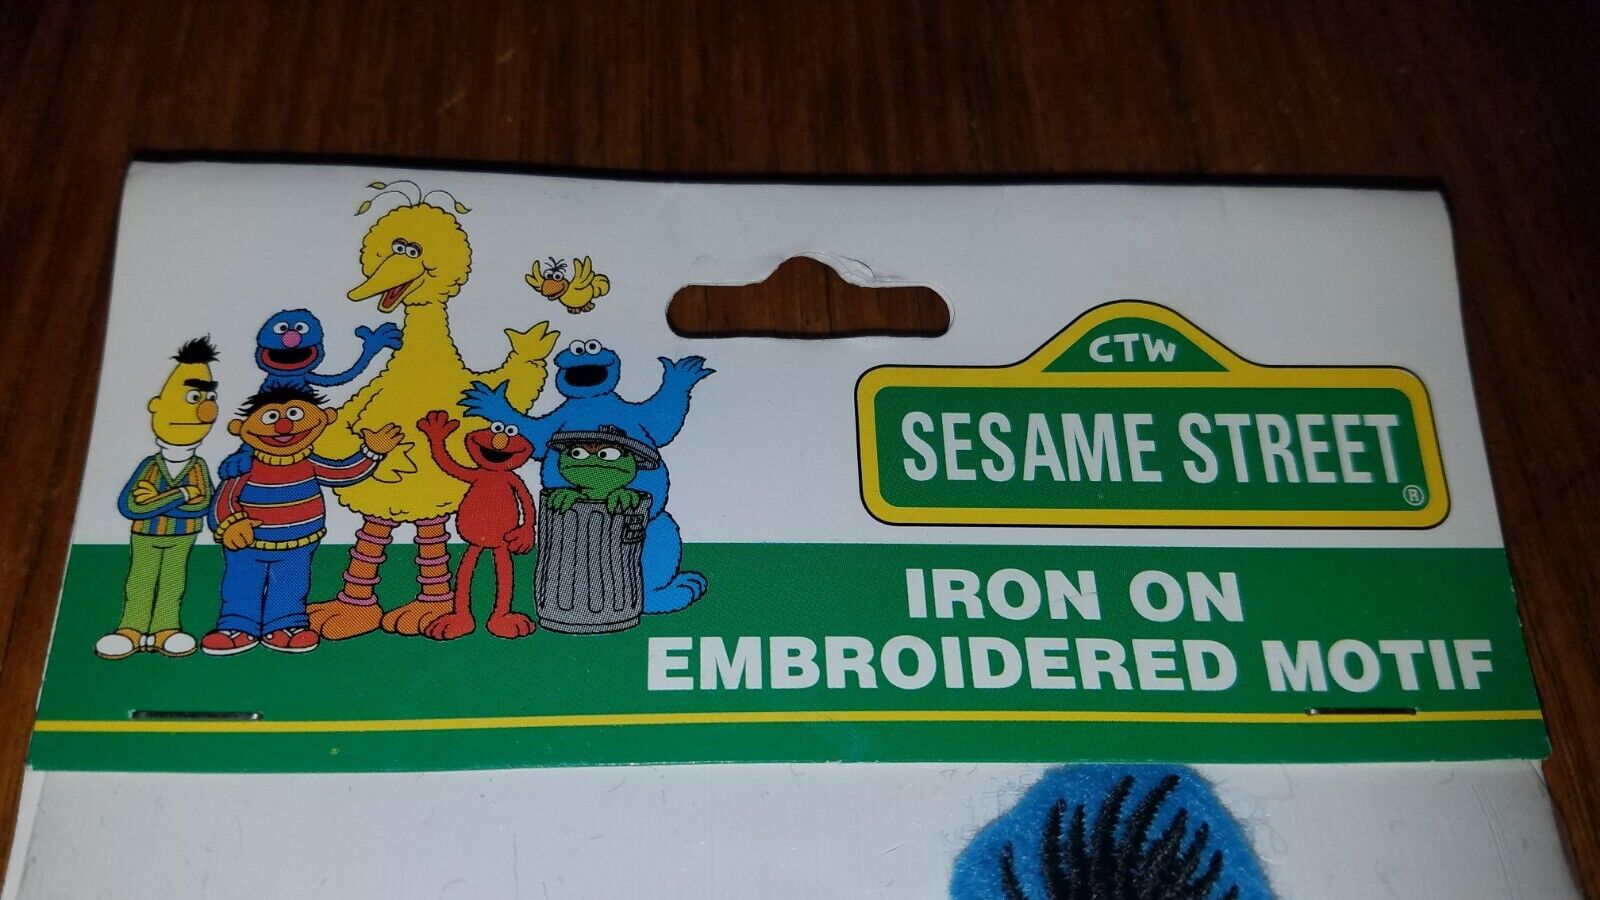 CTW
SESAME STREET®
IRON ON
EMBROIDERED MOTIF